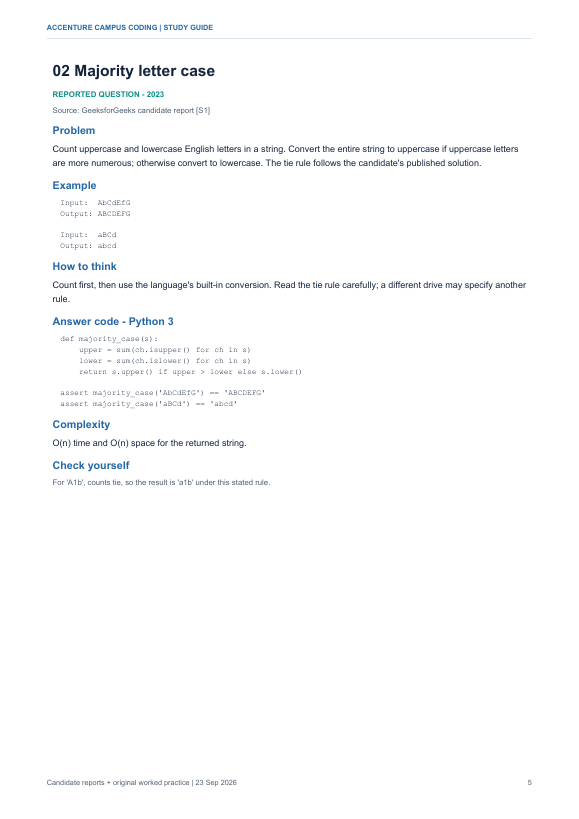 ACCENTURE CAMPUS CODING | STUDY GUIDE
02 Majority letter case
REPORTED QUESTION - 2023
Source: GeeksforGeeks candidate report [S1]
Problem
Count uppercase and lowercase English letters in a string. Convert the entire string to uppercase if uppercase letters
are more numerous; otherwise convert to lowercase. The tie rule follows the candidate's published solution.
Example
Input:  AbCdEfG
Output: ABCDEFG
Input:  aBCd
Output: abcd
How to think
Count first, then use the language's built-in conversion. Read the tie rule carefully; a different drive may specify another
rule.
Answer code - Python 3
def majority_case(s):
    upper = sum(ch.isupper() for ch in s)
    lower = sum(ch.islower() for ch in s)
    return s.upper() if upper > lower else s.lower()
assert majority_case('AbCdEfG') == 'ABCDEFG'
assert majority_case('aBCd') == 'abcd'
Complexity
O(n) time and O(n) space for the returned string.
Check yourself
For 'A1b', counts tie, so the result is 'a1b' under this stated rule.
Candidate reports + original worked practice | 23 Sep 2026
5